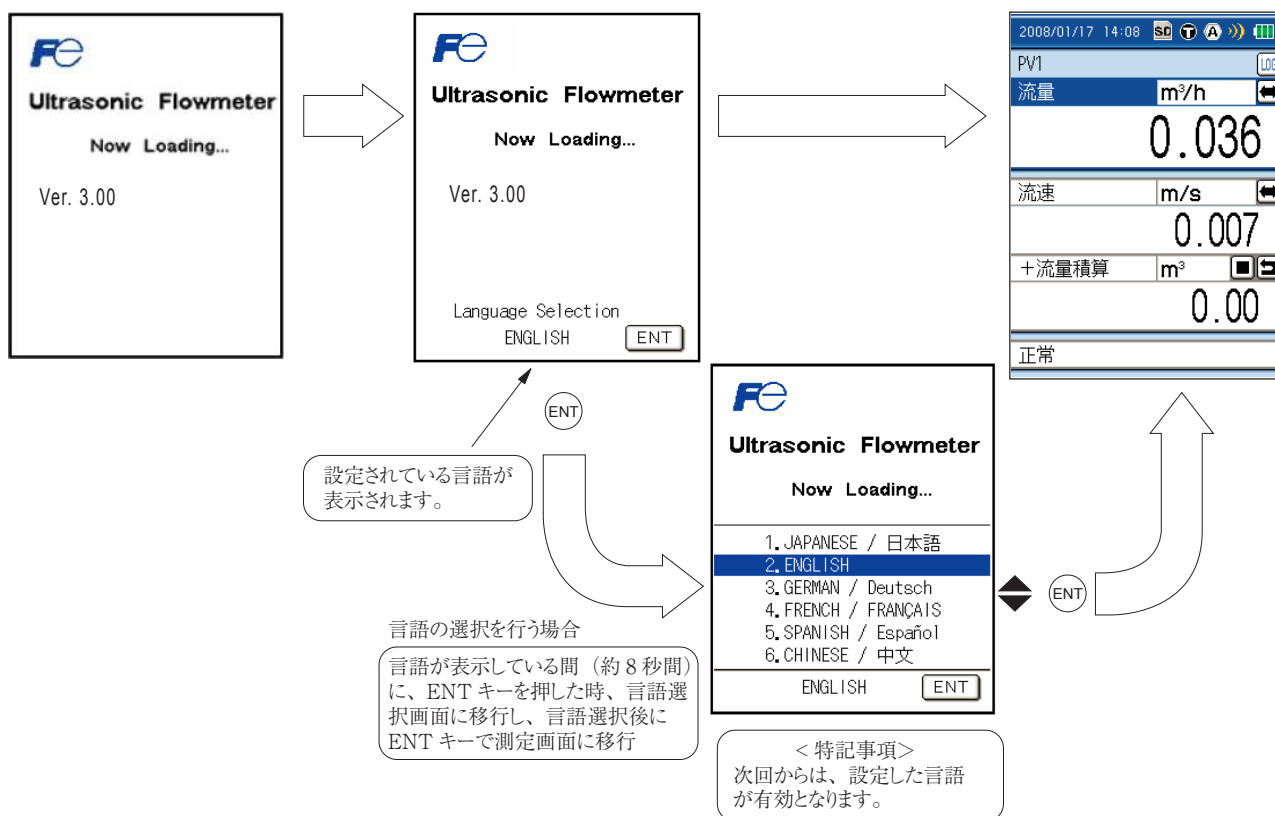 Fe
Ultrasonic Flowmeter
Now Loading...
Ver. 3.00
Fe
Ultrasonic Flowmeter
Now Loading...
Ver. 3.00
Language Selection
ENGLISH ENT
2008/01/17 14:08 SD T A
PV1 LOG
流量 m³/h
0.036
流速 m/s
0.007
+流量積算 m³
0.00
正常
ENT
設定されている言語が
表示されます。
言語の選択を行う場合
言語が表示している間(約8秒間)
に、ENTキーを押した時、言語選
択画面に移行し、言語選択後に
ENTキーで測定画面に移行
Fe
Ultrasonic Flowmeter
Now Loading...
1.JAPANESE / 日本語
2.ENGLISH
3.GERMAN / Deutsch
4.FRENCH / FRANÇAIS
5.SPANISH / Español
6.CHINESE / 中文
ENGLISH ENT
ENT
<特記事項>
次回からは、設定した言語
が有効となります。